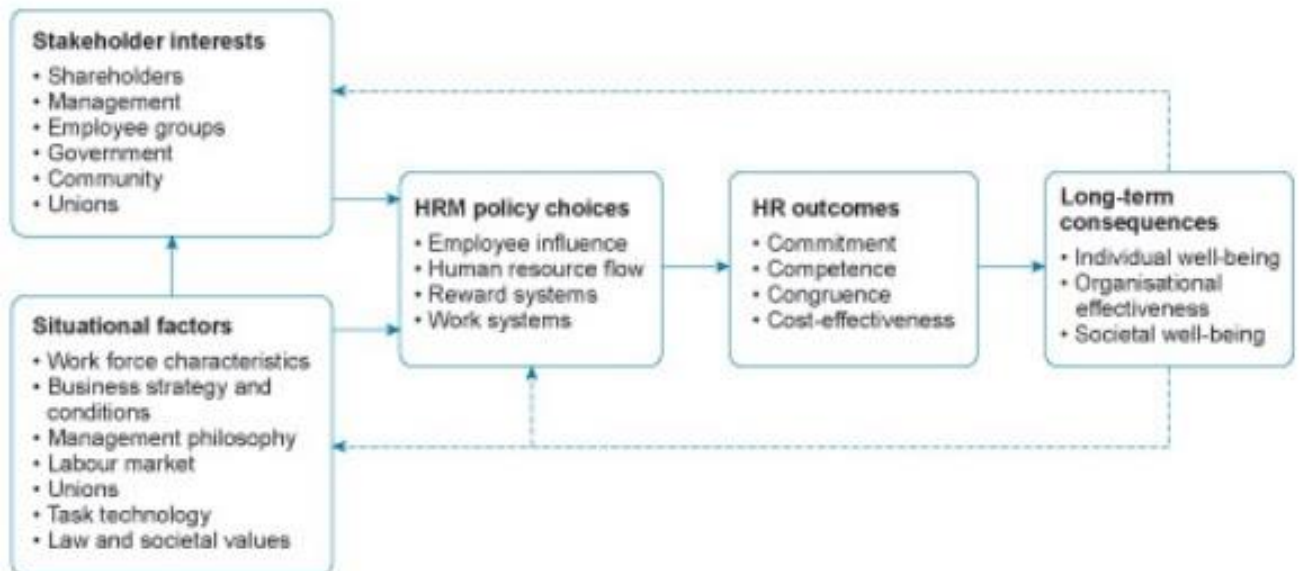 Stakeholder interests
• Shareholders
• Management
• Employee groups
• Government
• Community
• Unions
Situational factors
• Work force characteristics
• Business strategy and
conditions
• Management philosophy
• Labour market
• Unions
• Task technology
• Law and societal values
HRM policy choices
• Employee influence
• Human resource flow
• Reward systems
• Work systems
HR outcomes
• Commitment
• Competence
• Congruence
• Cost-effectiveness
Long-term
consequences
• Individual well-being
• Organisational
effectiveness
• Societal well-being